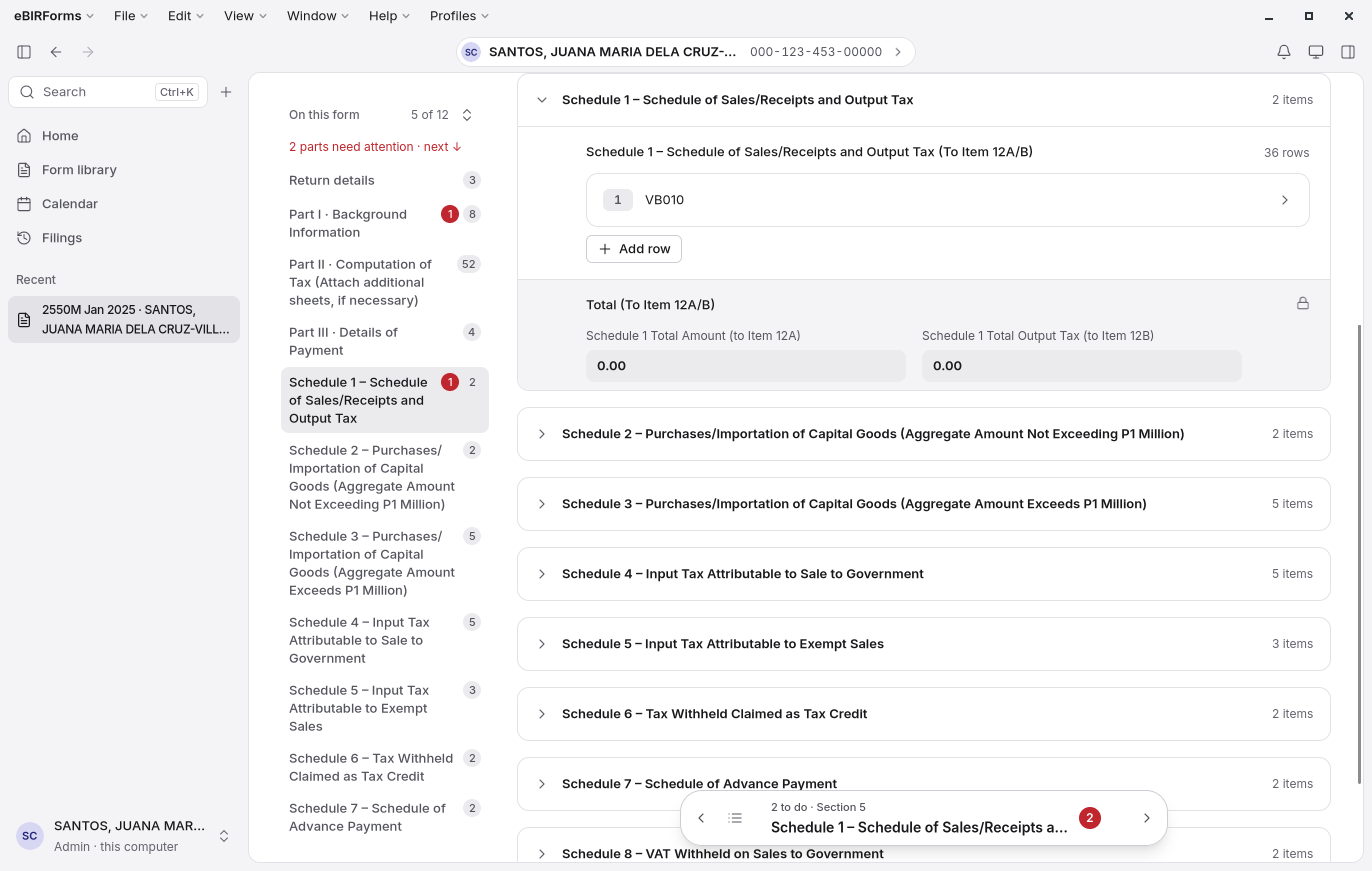 eBIRForms File Edit View Window Help Profiles
SC SANTOS, JUANA MARIA DELA CRUZ-... 000-123-453-00000
Search Ctrl+K
Home
Form library
Calendar
Filings
Recent
2550M Jan 2025 · SANTOS,
JUANA MARIA DELA CRUZ-VILL...
SC SANTOS, JUANA MAR...
Admin · this computer
On this form 5 of 12
2 parts need attention · next ↓
Return details 3
Part I · Background 1 8
Information
Part II · Computation of 52
Tax (Attach additional
sheets, if necessary)
Part III · Details of 4
Payment
Schedule 1 – Schedule 1 2
of Sales/Receipts and
Output Tax
Schedule 2 – Purchases/ 2
Importation of Capital
Goods (Aggregate Amount
Not Exceeding P1 Million)
Schedule 3 – Purchases/ 5
Importation of Capital
Goods (Aggregate Amount
Exceeds P1 Million)
Schedule 4 – Input Tax 5
Attributable to Sale to
Government
Schedule 5 – Input Tax 3
Attributable to Exempt
Sales
Schedule 6 – Tax Withheld 2
Claimed as Tax Credit
Schedule 7 – Schedule of 2
Advance Payment
Schedule 1 – Schedule of Sales/Receipts and Output Tax 2 items
Schedule 1 – Schedule of Sales/Receipts and Output Tax (To Item 12A/B) 36 rows
1 VB010
Add row
Total (To Item 12A/B)
Schedule 1 Total Amount (to Item 12A) Schedule 1 Total Output Tax (to Item 12B)
0.00 0.00
Schedule 2 – Purchases/Importation of Capital Goods (Aggregate Amount Not Exceeding P1 Million) 2 items
Schedule 3 – Purchases/Importation of Capital Goods (Aggregate Amount Exceeds P1 Million) 5 items
Schedule 4 – Input Tax Attributable to Sale to Government 5 items
Schedule 5 – Input Tax Attributable to Exempt Sales 3 items
Schedule 6 – Tax Withheld Claimed as Tax Credit 2 items
Schedule 7 – Schedule of Advance Payment 2 items
2 to do · Section 5
Schedule 1 – Schedule of Sales/Receipts a... 2
Schedule 8 – VAT Withheld on Sales to Government 2 items